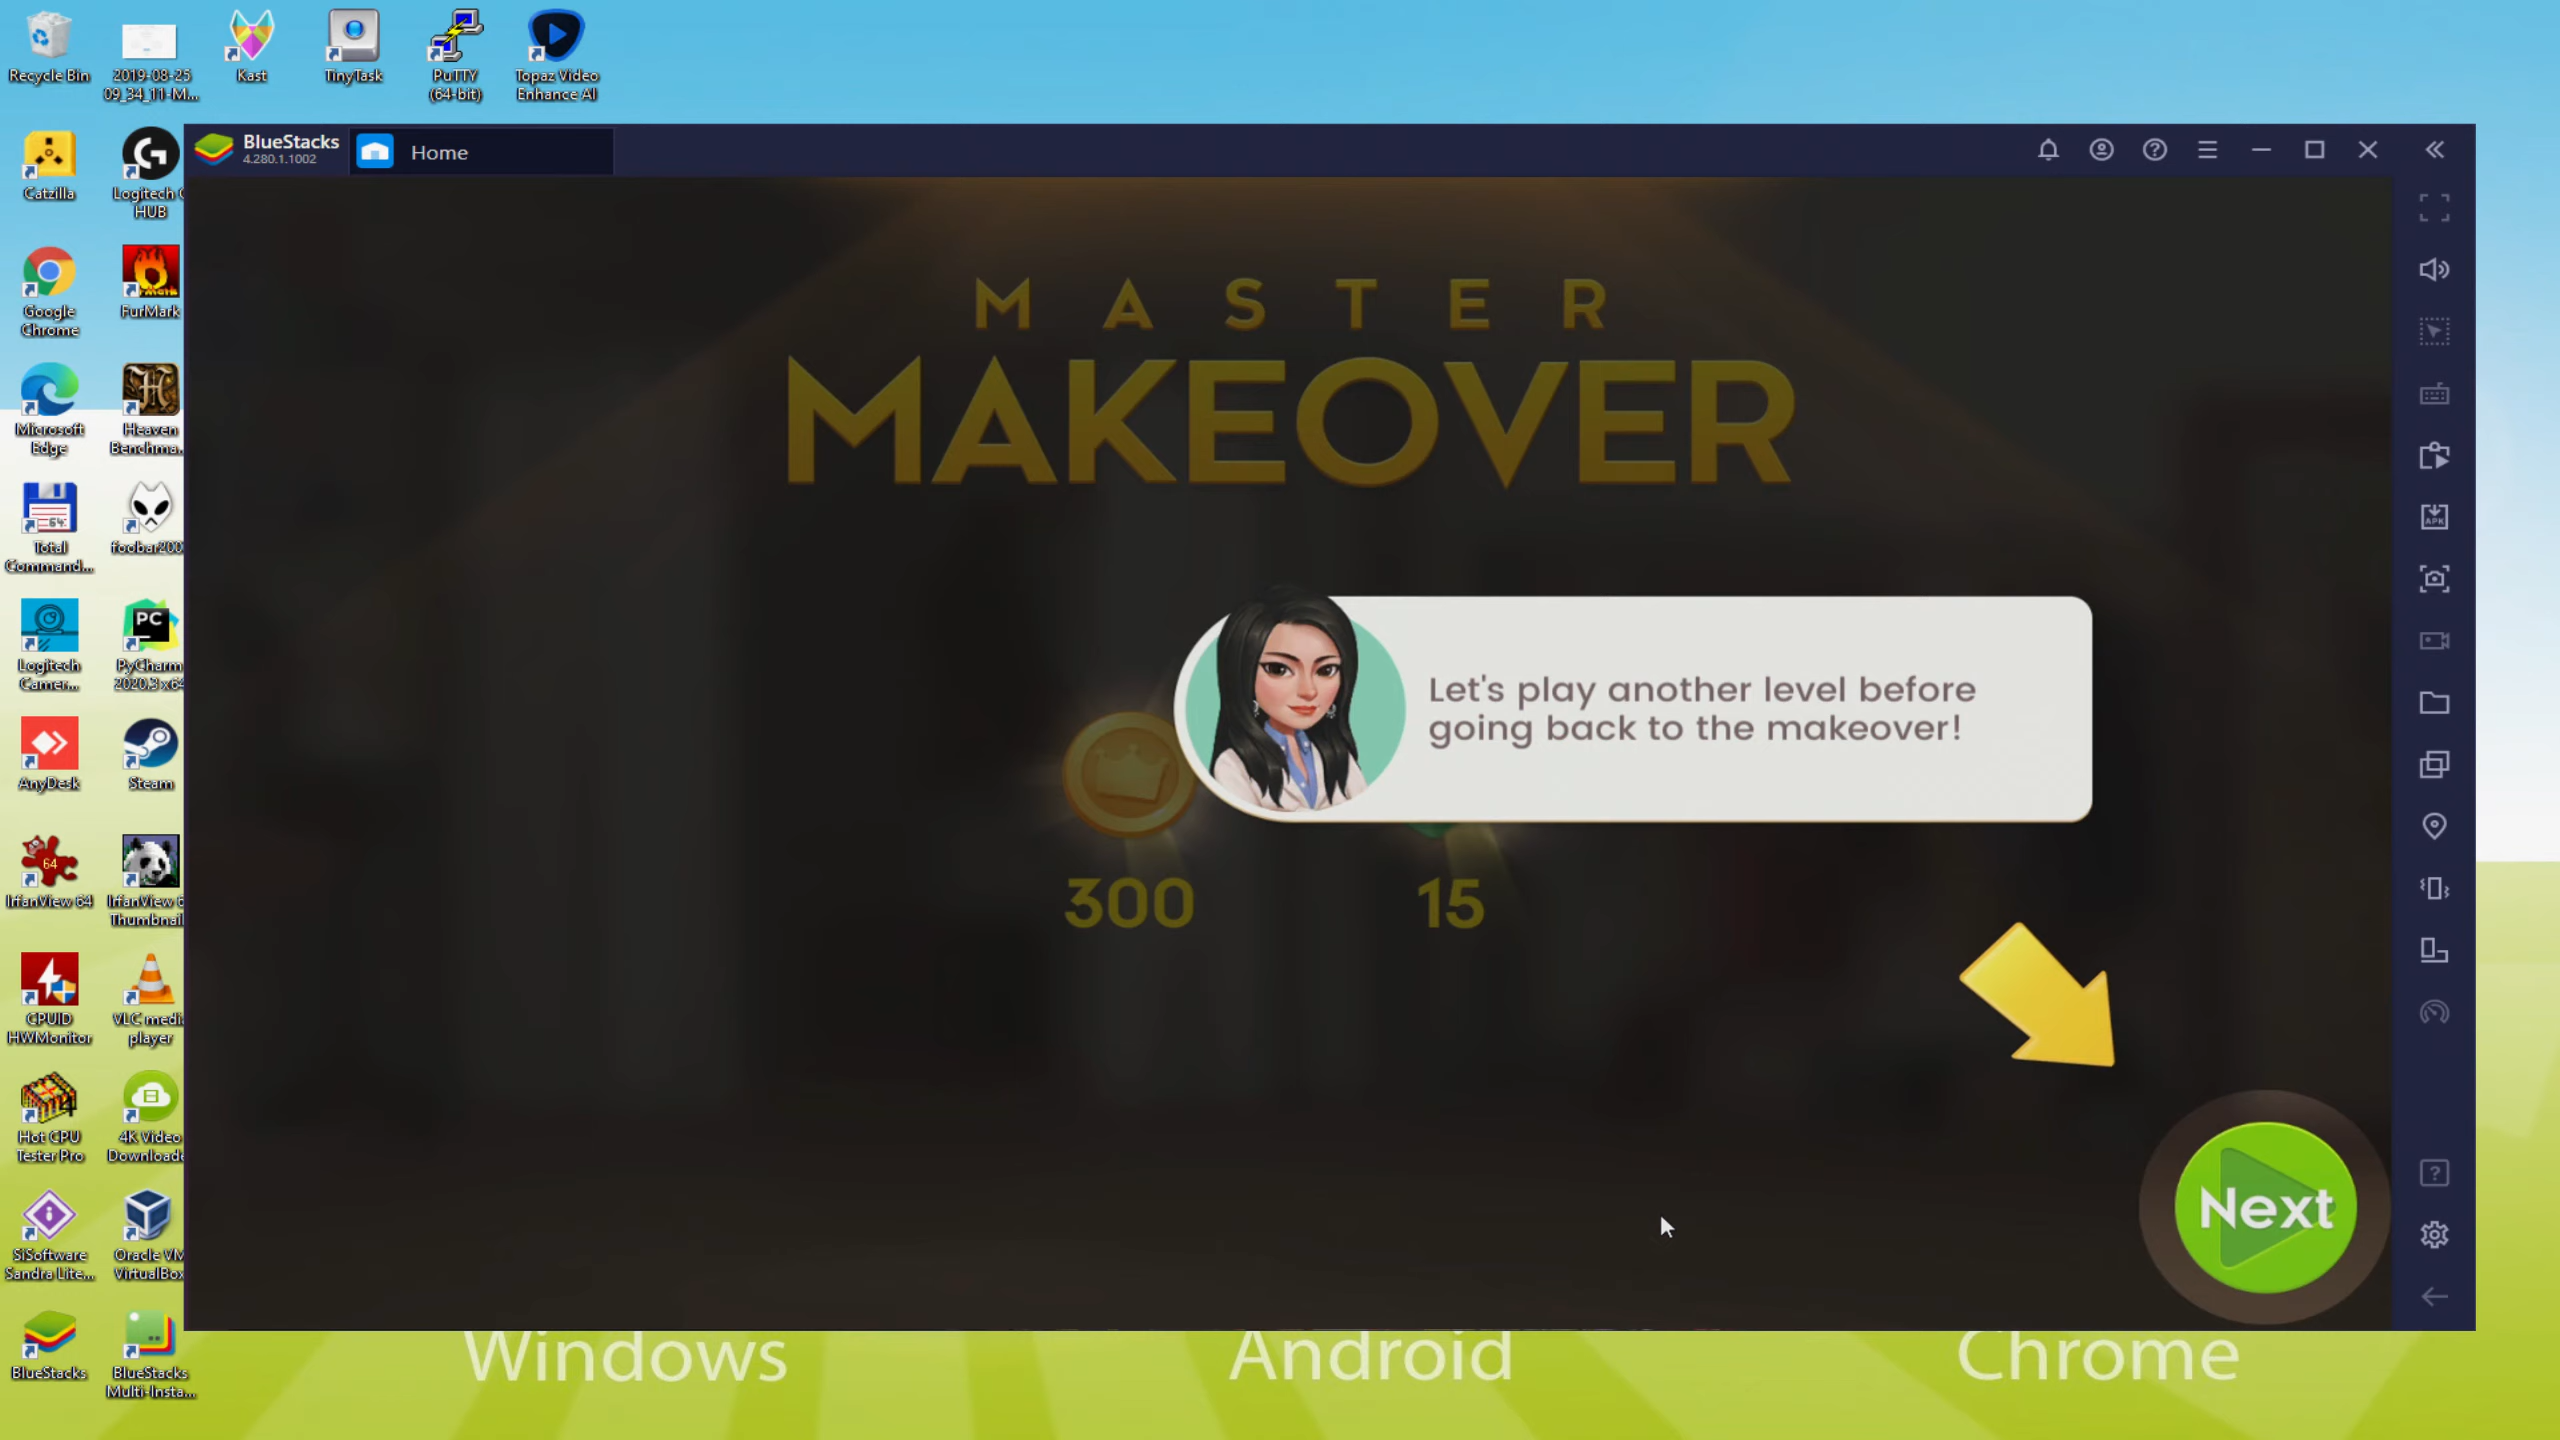 Recycle Bin
2019-08-25
09_34_11-M...
Kast
TinyTask
PuTTY
(64-bit)
Topaz Video
Enhance AI
Catzilla
Logitech G
HUB
Google
Chrome
FurMark
Microsoft
Edge
Heaven
Benchma...
Total
Command...
foobar200
Logitech
Camer...
PyCharm
2020.3 x64
AnyDesk
Steam
IrfanView 64
IrfanView 6
Thumbnail
CPUID
HWMonitor
VLC media
player
Hot CPU
Tester Pro
4K Video
Downloade
SiSoftware
Sandra Lite...
Oracle VM
VirtualBox
BlueStacks
BlueStacks
Multi-Insta...
BlueStacks
4.280.1.1002
Home
MASTER
MAKEOVER
Let's play another level before
going back to the makeover!
300
15
Next
APK
Windows
Android
Chrome